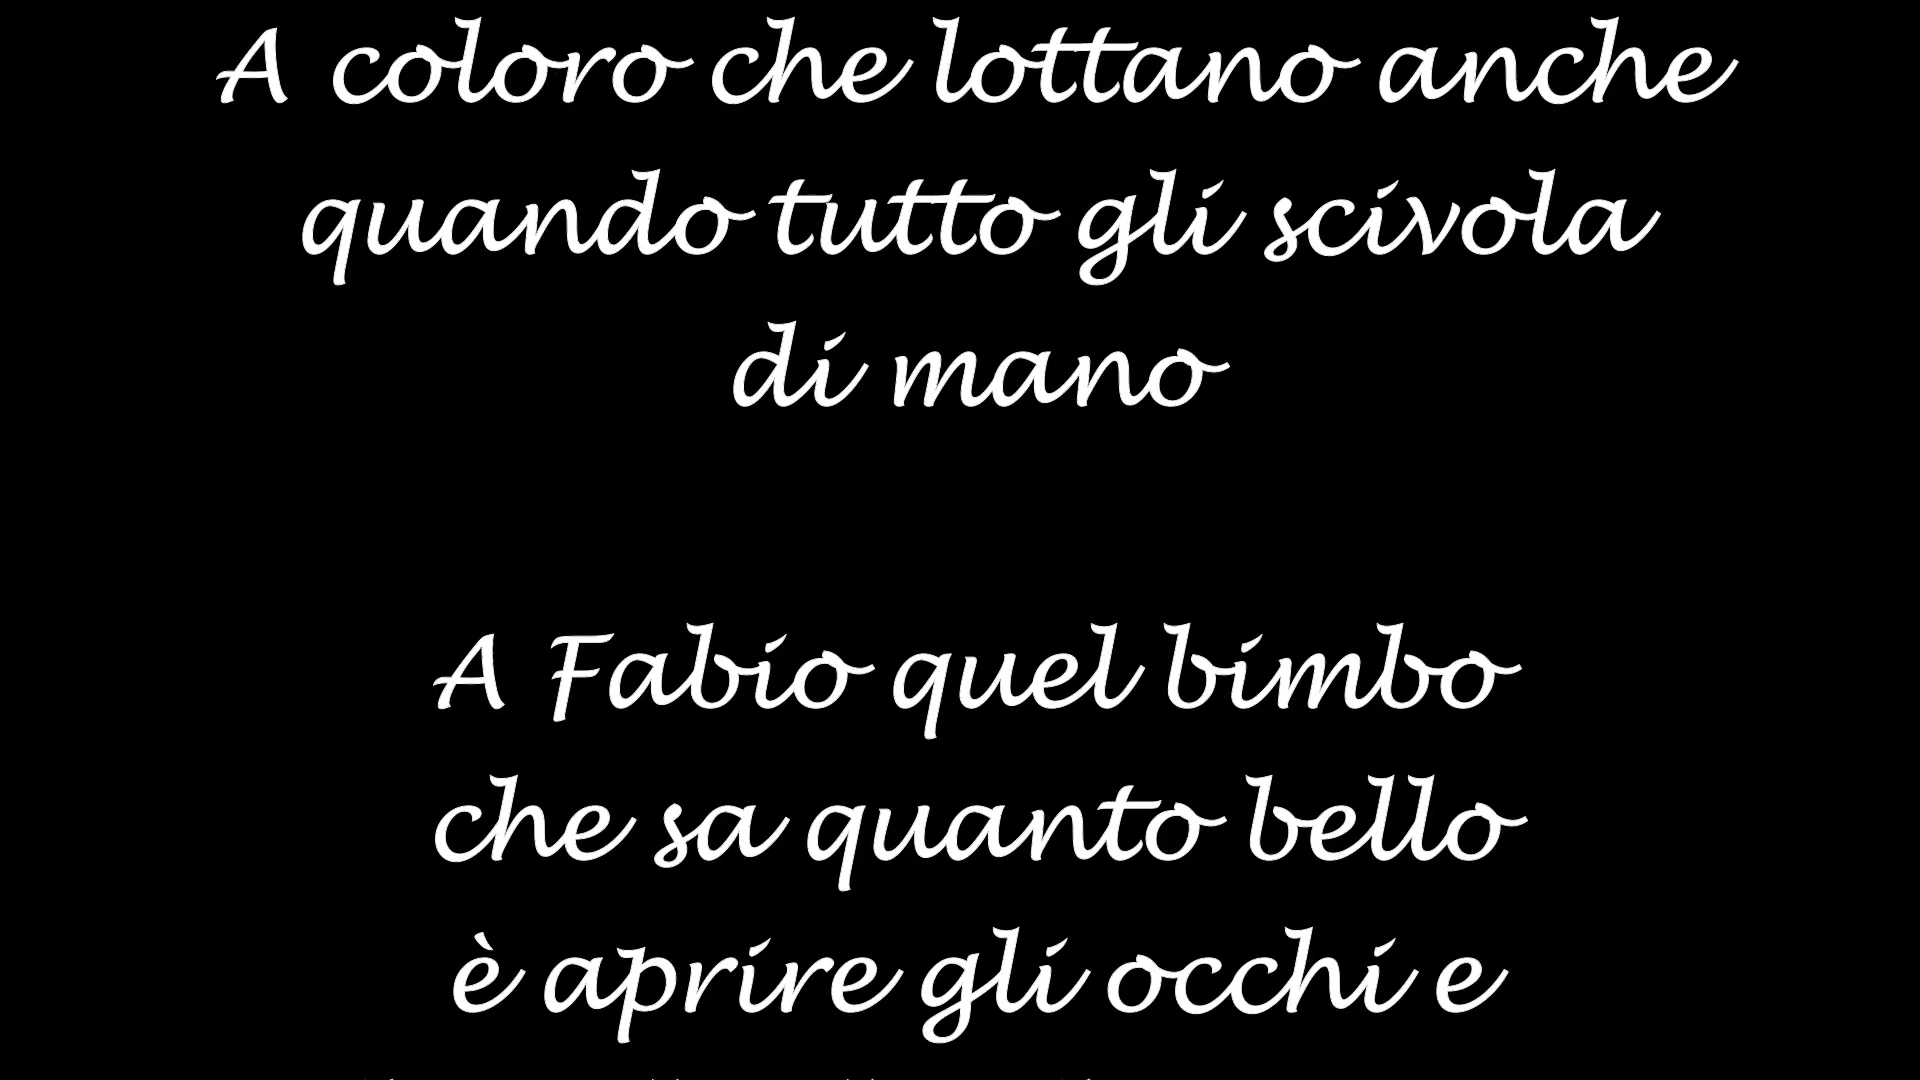 A coloro che lottano anche
quando tutto gli scivola
di mano
A Fabio quel bimbo
che sa quanto bello
è aprire gli occhi e